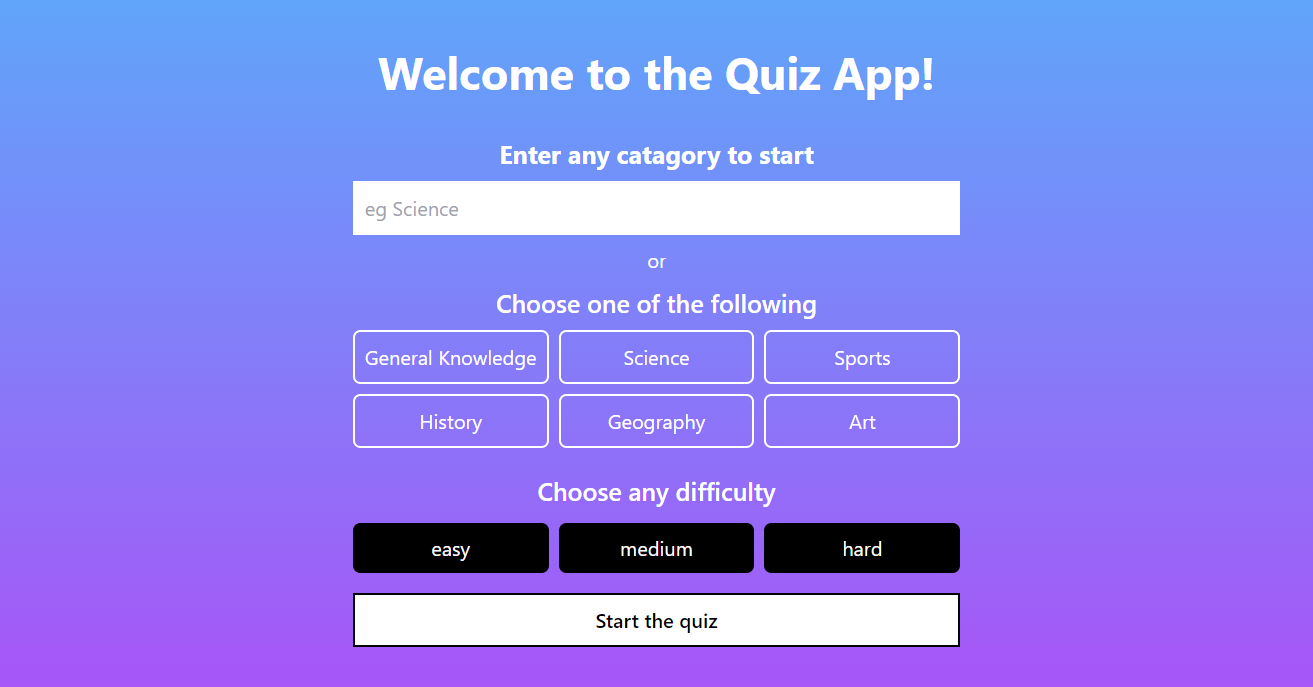 Welcome to the Quiz App!
Enter any catagory to start
eg Science
or
Choose one of the following
General Knowledge Science Sports
History Geography Art
Choose any difficulty
easy medium hard
Start the quiz